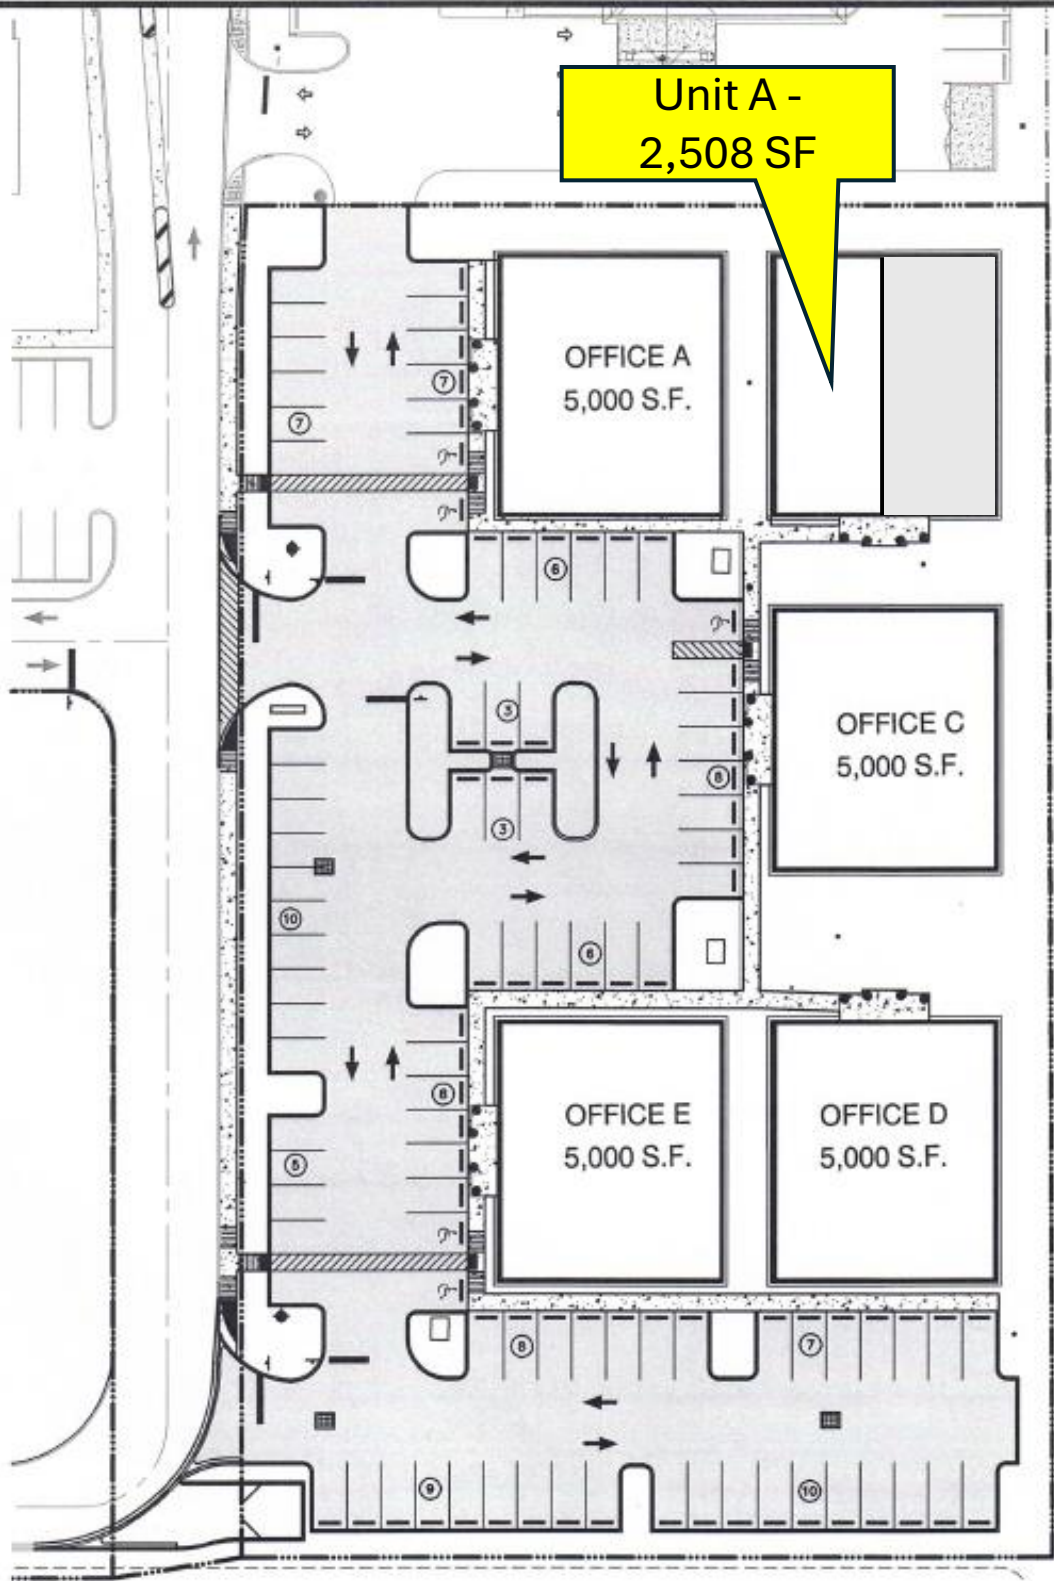 Unit A -
2,508 SF
OFFICE A
5,000 S.F.
7
7
6
3
OFFICE C
5,000 S.F.
8
3
10
6
8
OFFICE E
5,000 S.F.
OFFICE D
5,000 S.F.
5
8
7
9
10